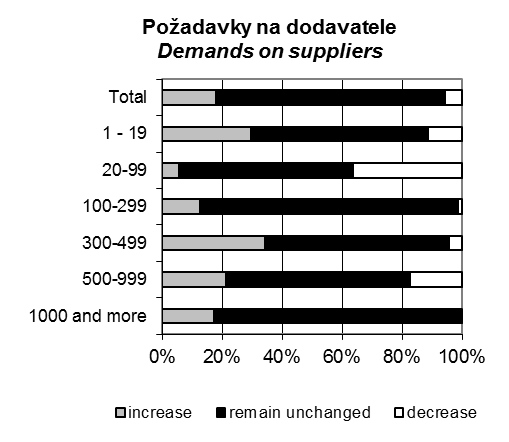 Požadavky na dodavatele
Demands on suppliers
Total
1 - 19
20-99
100-299
300-499
500-999
1000 and more
0% 20% 40% 60% 80% 100%
increase remain unchanged decrease